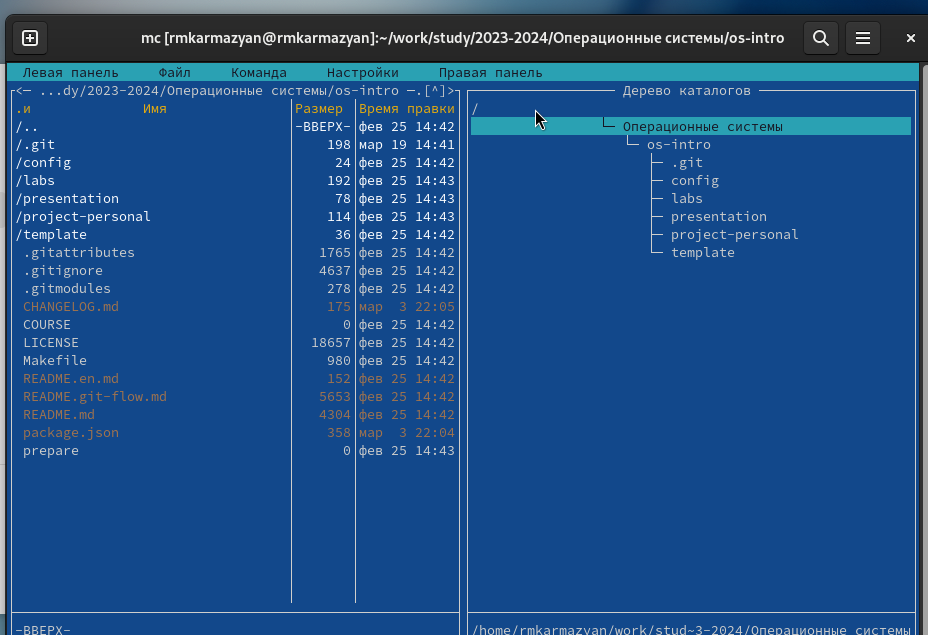 mc [rmkarmazyan@rmkarmazyan]:~/work/study/2023-2024/Операционные системы/os-intro
Левая панель Файл Команда Настройки Правая панель
<─ ...dy/2023-2024/Операционные системы/os-intro ─.[^]>
.и Имя Размер Время правки
/.. -ВВЕРХ- фев 25 14:42
/.git 198 мар 19 14:41
/config 24 фев 25 14:42
/labs 192 фев 25 14:43
/presentation 78 фев 25 14:43
/project-personal 114 фев 25 14:43
/template 36 фев 25 14:42
.gitattributes 1765 фев 25 14:42
.gitignore 4637 фев 25 14:42
.gitmodules 278 фев 25 14:42
CHANGELOG.md 175 мар 3 22:05
COURSE 0 фев 25 14:42
LICENSE 18657 фев 25 14:42
Makefile 980 фев 25 14:42
README.en.md 152 фев 25 14:42
README.git-flow.md 5653 фев 25 14:42
README.md 4304 фев 25 14:42
package.json 358 мар 3 22:04
prepare 0 фев 25 14:43
-ВВЕРХ-
Дерево каталогов
/
Операционные системы
os-intro
.git
config
labs
presentation
project-personal
template
/home/rmkarmazyan/work/stud~3-2024/Операционные системы